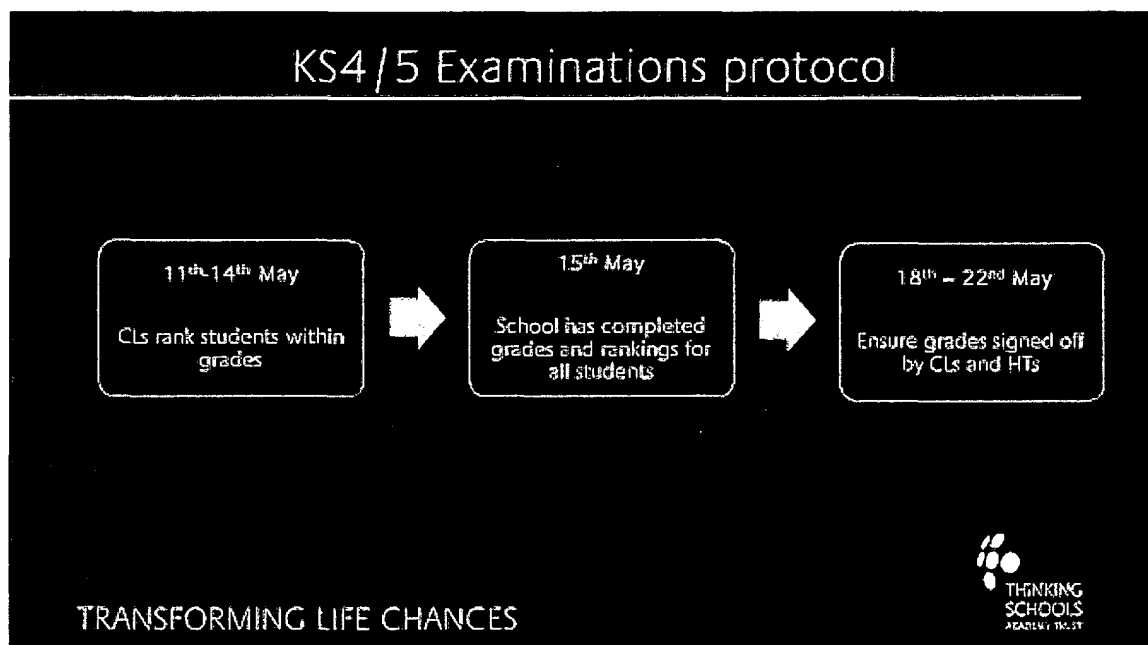 KS4/5 Examinations protocol
11th-14th May
CLs rank students within
grades
15th May
School has completed
grades and rankings for
all students
18th – 22nd May
Ensure grades signed off
by CLs and HTs
TRANSFORMING LIFE CHANCES
THINKING
SCHOOLS
ACADEMY TRUST